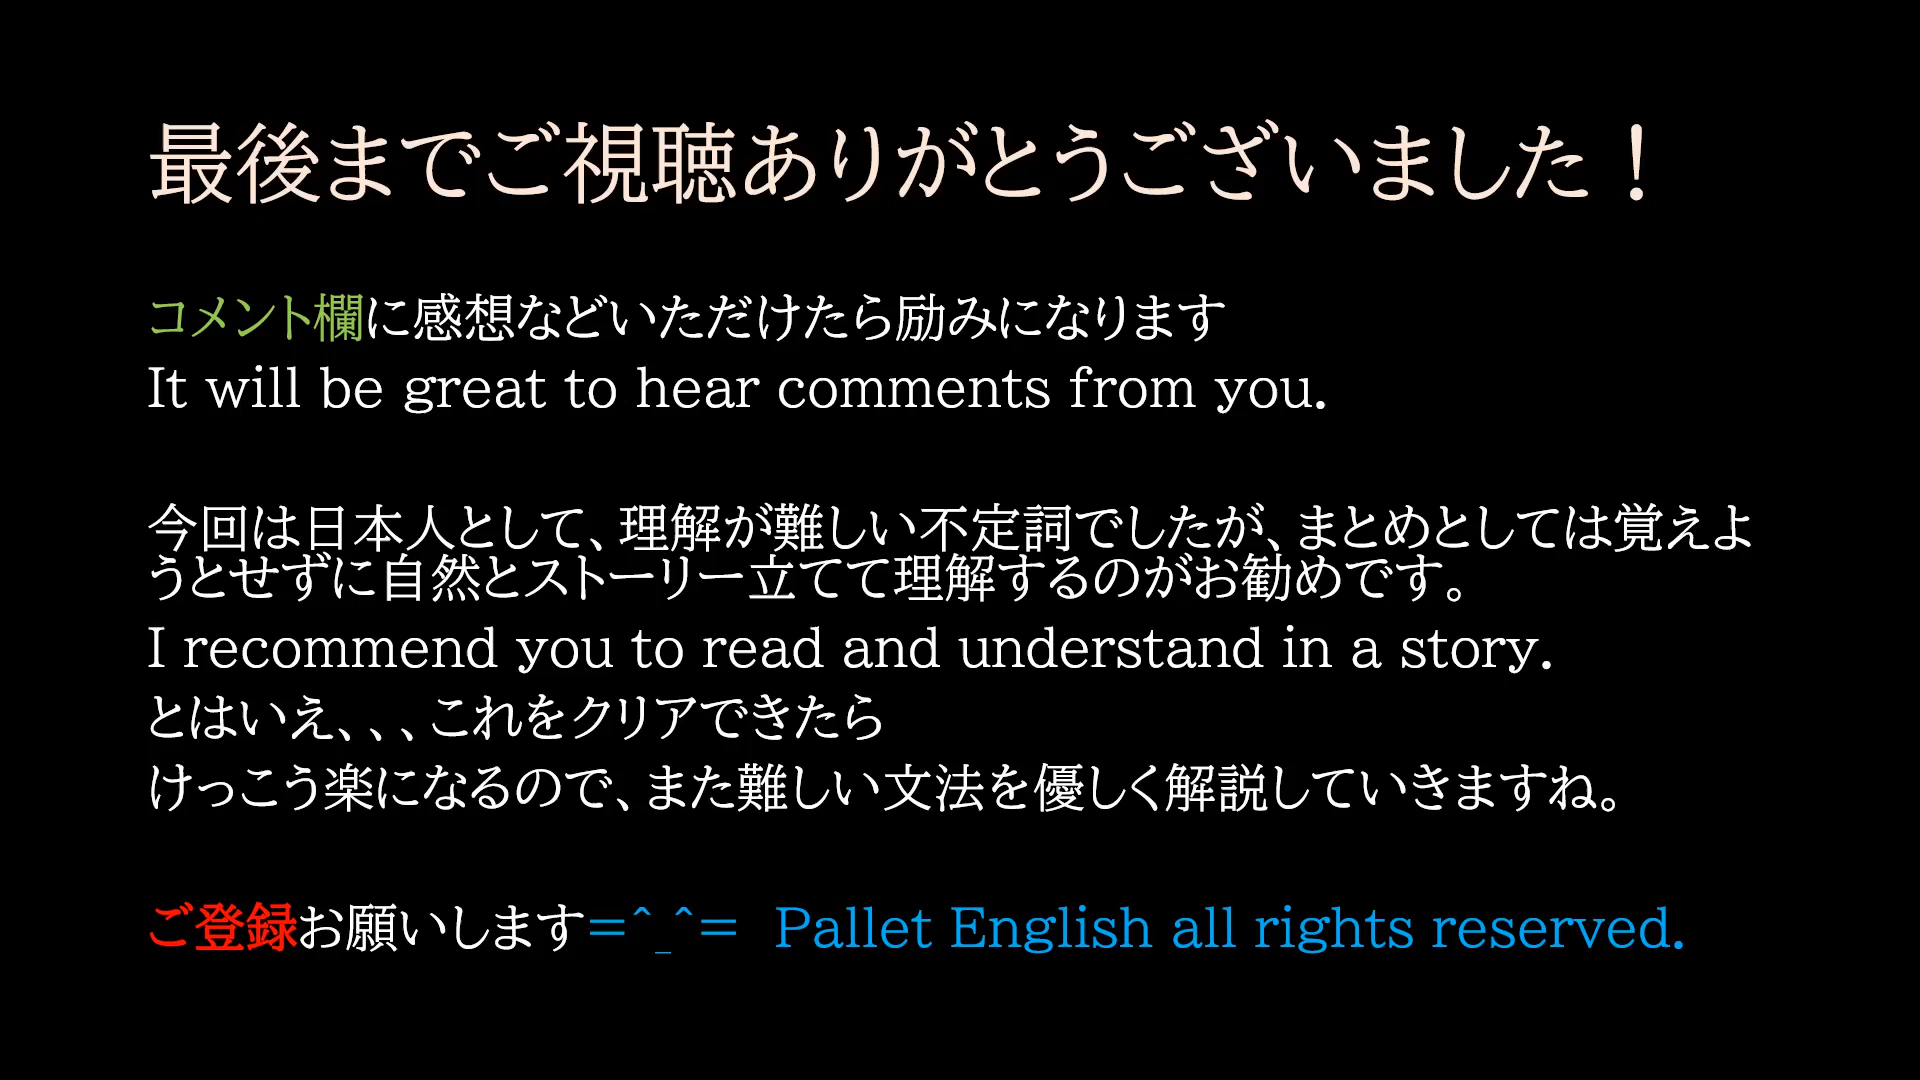 最後までご視聴ありがとうございました！
コメント欄に感想などいただけたら励みになります
It will be great to hear comments from you.
今回は日本人として、理解が難しい不定詞でしたが、まとめとしては覚えよ
うとせずに自然とストーリー立てて理解するのがお勧めです。
I recommend you to read and understand in a story.
とはいえ、、、これをクリアできたら
けっこう楽になるので、また難しい文法を優しく解説していきますね。
ご登録お願いします=^_^=  Pallet English all rights reserved.